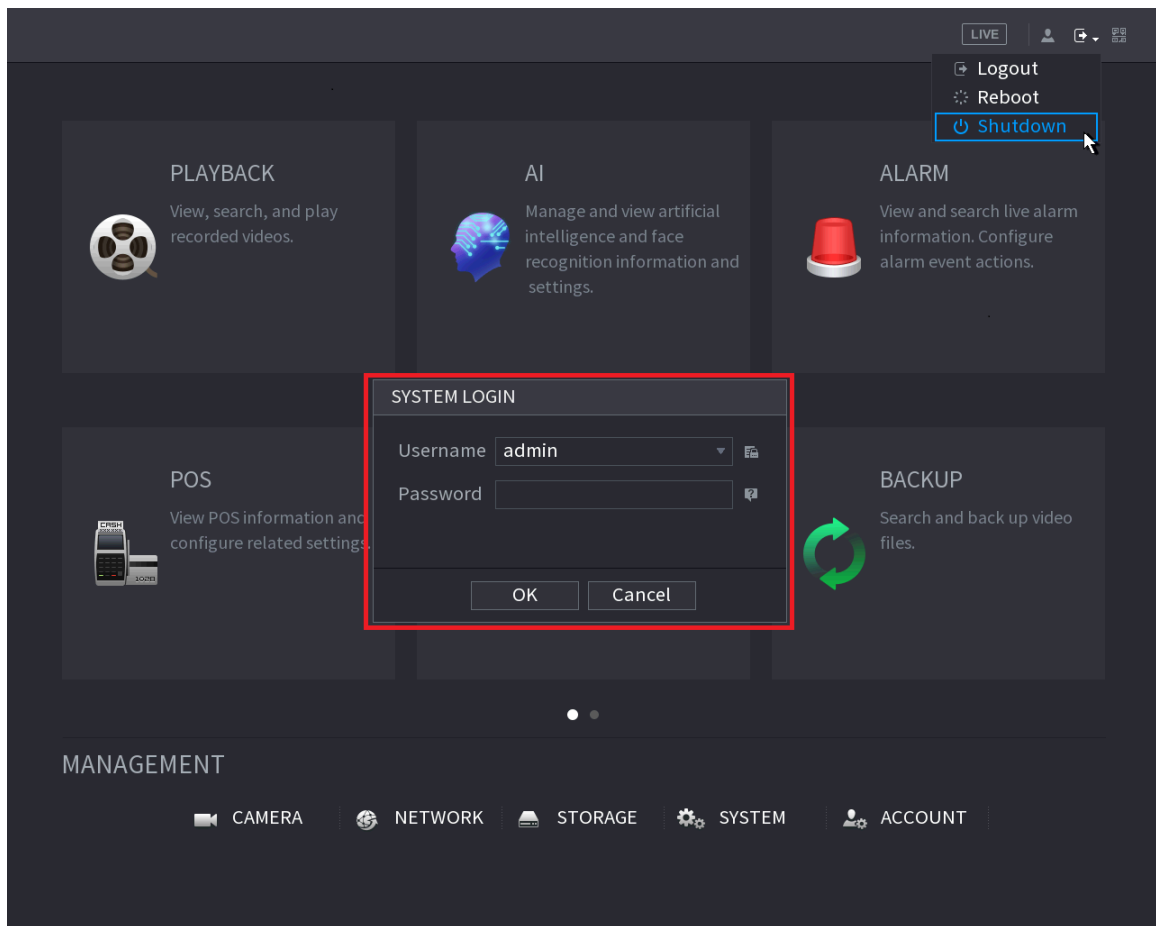 LIVE
Logout
Reboot
Shutdown
PLAYBACK
View, search, and play
recorded videos.
AI
Manage and view artificial
intelligence and face
recognition information and
settings.
ALARM
View and search live alarm
information. Configure
alarm event actions.
SYSTEM LOGIN
Username admin
Password
OK Cancel
POS
View POS information and
configure related settings.
CASH
BACKUP
Search and back up video
files.
MANAGEMENT
CAMERA NETWORK STORAGE SYSTEM ACCOUNT